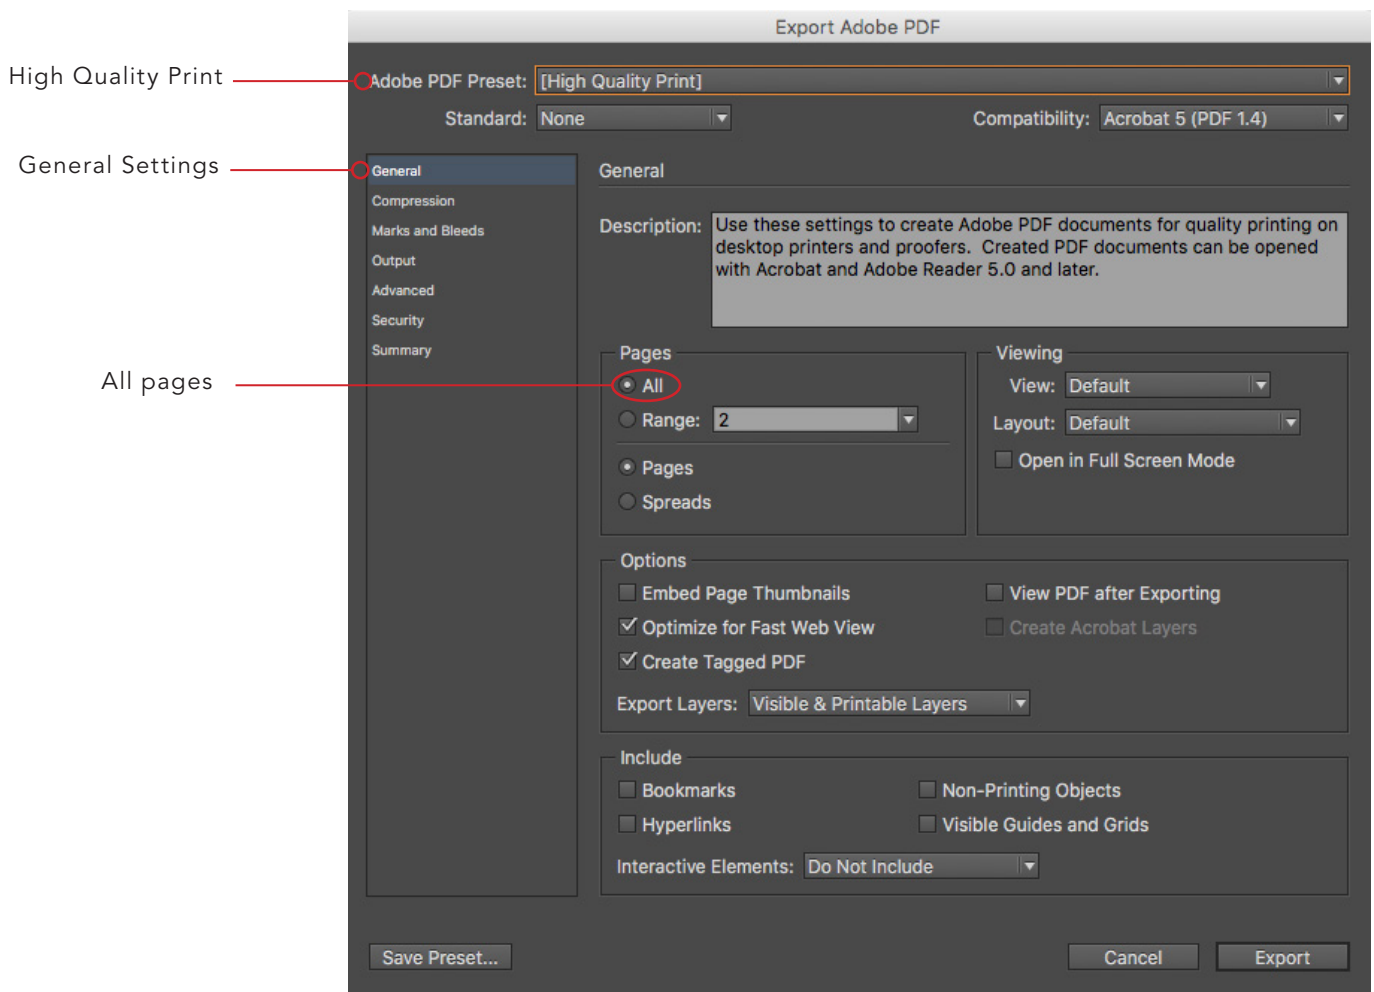 Export Adobe PDF
High Quality Print
Adobe PDF Preset: [High Quality Print]
Standard: None
Compatibility: Acrobat 5 (PDF 1.4)
General Settings
General
Compression
Marks and Bleeds
Output
Advanced
Security
Summary
General
Description: Use these settings to create Adobe PDF documents for quality printing on
desktop printers and proofers.  Created PDF documents can be opened
with Acrobat and Adobe Reader 5.0 and later.
All pages
Pages
All
Range: 2
Pages
Spreads
Viewing
View: Default
Layout: Default
Open in Full Screen Mode
Options
Embed Page Thumbnails
View PDF after Exporting
Optimize for Fast Web View
Create Acrobat Layers
Create Tagged PDF
Export Layers: Visible & Printable Layers
Include
Bookmarks
Non-Printing Objects
Hyperlinks
Visible Guides and Grids
Interactive Elements: Do Not Include
Save Preset...
Cancel
Export